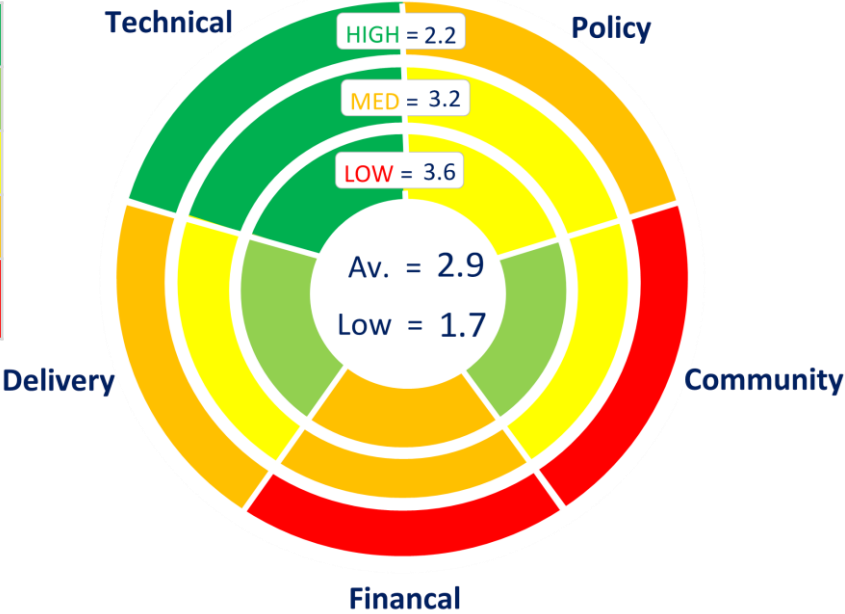 Technical
Policy
HIGH = 2.2
MED = 3.2
LOW = 3.6
Av. = 2.9
Low = 1.7
Delivery
Community
Financal